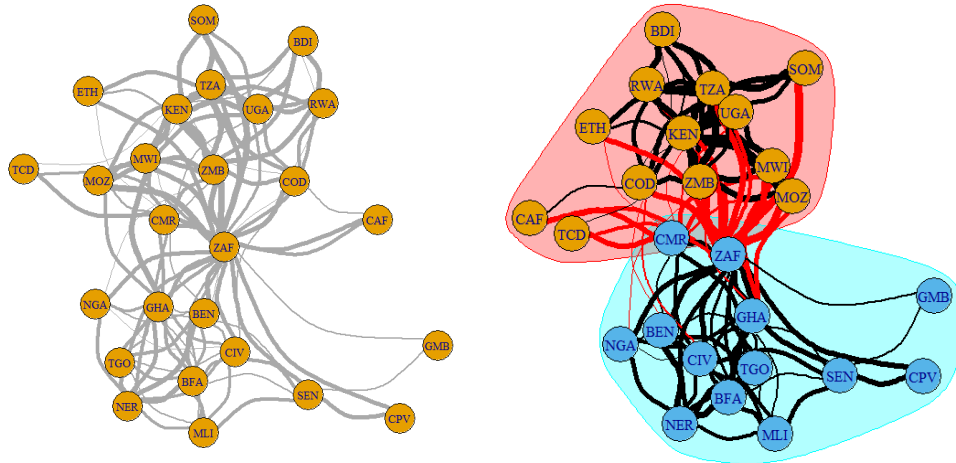 SOM
BDI
ETH
TZA
KEN
UGA
RWA
TCD
MWI
MOZ
ZMB
COD
CMR
CAF
ZAF
NGA
GHA
BEN
TGO
CIV
GMB
BFA
NER
SEN
MLI
CPV
BDI
SOM
RWA
TZA
UGA
ETH
KEN
MWI
COD
ZMB
MOZ
CAF
TCD
CMR
ZAF
GMB
GHA
BEN
NGA
CIV
TGO
SEN
CPV
BFA
NER
MLI